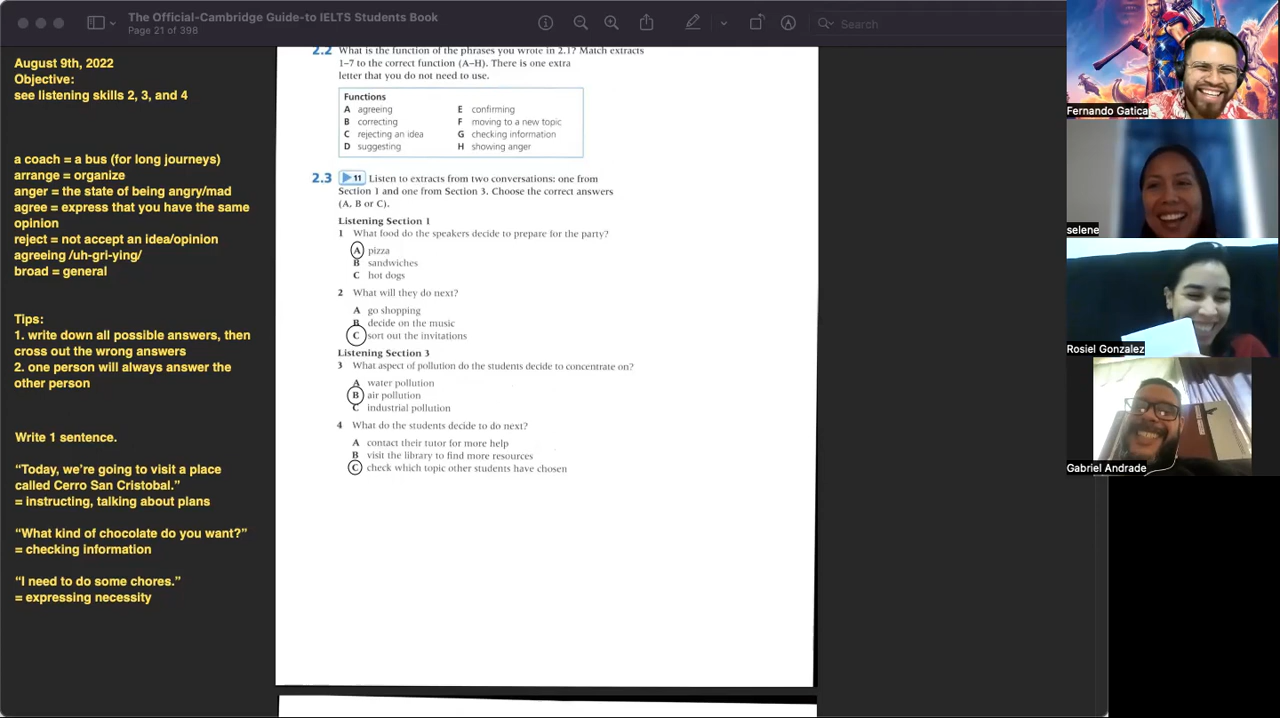 The Official-Cambridge Guide-to IELTS Students Book
Page 21 of 398
Search
August 9th, 2022
Objective:
see listening skills 2, 3, and 4
a coach = a bus (for long journeys)
arrange = organize
anger = the state of being angry/mad
agree = express that you have the same
opinion
reject = not accept an idea/opinion
agreeing /uh-gri-ying/
broad = general
Tips:
1. write down all possible answers, then
cross out the wrong answers
2. one person will always answer the
other person
Write 1 sentence.
“Today, we’re going to visit a place
called Cerro San Cristobal.”
= instructing, talking about plans
“What kind of chocolate do you want?”
= checking information
“I need to do some chores.”
= expressing necessity
2.2 What is the function of the phrases you wrote in 2.1? Match extracts
1–7 to the correct function (A–H). There is one extra
letter that you do not need to use.
Functions
A agreeing
B correcting
C rejecting an idea
D suggesting
E confirming
F moving to a new topic
G checking information
H showing anger
2.3 11 Listen to extracts from two conversations: one from
Section 1 and one from Section 3. Choose the correct answers
(A, B or C).
Listening Section 1
1 What food do the speakers decide to prepare for the party?
A pizza
B sandwiches
C hot dogs
2 What will they do next?
A go shopping
B decide on the music
C sort out the invitations
Listening Section 3
3 What aspect of pollution do the students decide to concentrate on?
A water pollution
B air pollution
C industrial pollution
4 What do the students decide to do next?
A contact their tutor for more help
B visit the library to find more resources
C check which topic other students have chosen
Fernando Gatica
selene
Rosiel Gonzalez
Gabriel Andrade